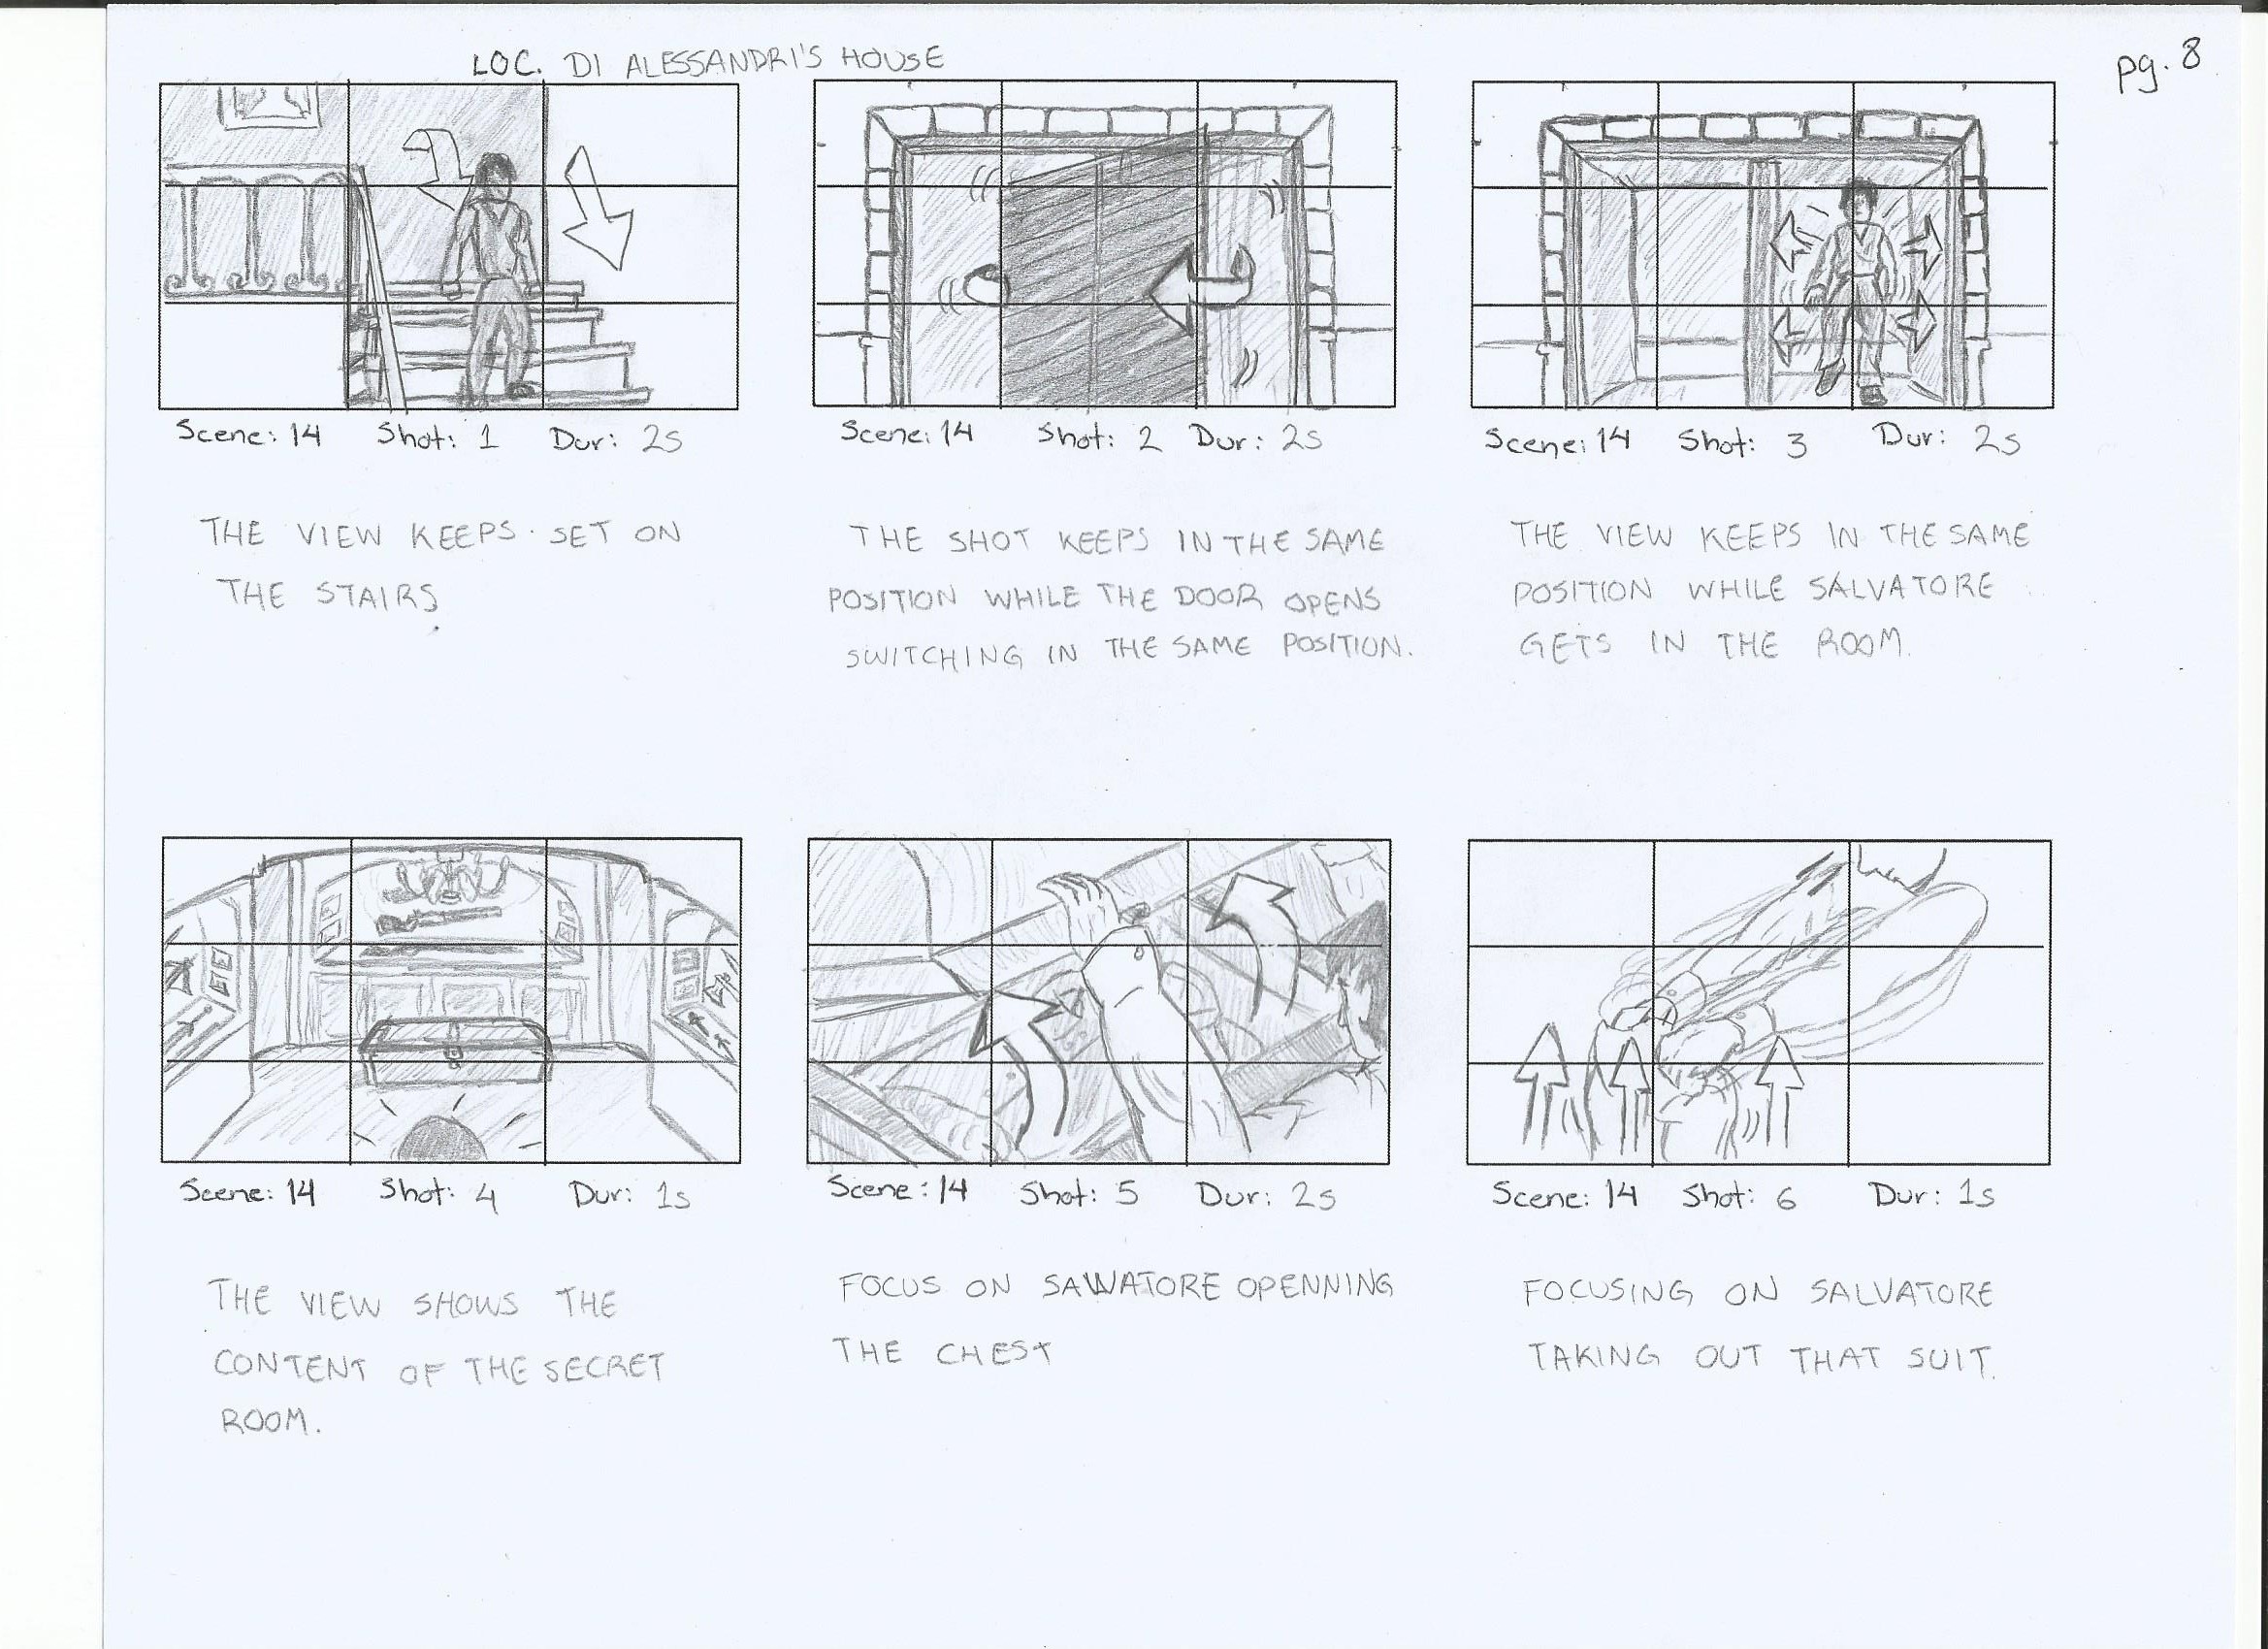 LOC. DI ALESSANDRI'S HOUSE
pg. 8
Scene: 14 Shot: 1 Dur: 2s
THE VIEW KEEPS SET ON
THE STAIRS
Scene: 14 Shot: 2 Dur: 2s
THE SHOT KEEPS IN THE SAME
POSITION WHILE THE DOOR OPENS
SWITCHING IN THE SAME POSITION.
Scene: 14 Shot: 3 Dur: 2s
THE VIEW KEEPS IN THE SAME
POSITION WHILE SALVATORE
GETS IN THE ROOM.
Scene: 14 Shot: 4 Dur: 1s
THE VIEW SHOWS THE
CONTENT OF THE SECRET
ROOM.
Scene: 14 Shot: 5 Dur: 2s
FOCUS ON SALVATORE OPENNING
THE CHEST
Scene: 14 Shot: 6 Dur: 1s
FOCUSING ON SALVATORE
TAKING OUT THAT SUIT.